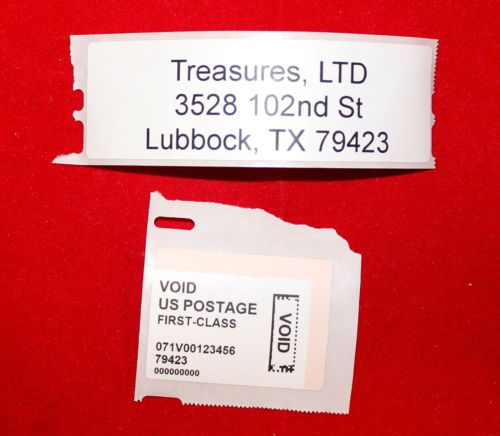 Treasures, LTD
3528 102nd St
Lubbock, TX 79423
VOID
US POSTAGE
FIRST-CLASS
071V00123456
79423
000000000
VOID